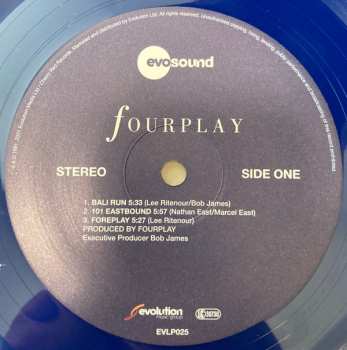 evosound
fOURPLAY
STEREO
SIDE ONE
1. BALI RUN 5:33 (Lee Ritenour/Bob James)
2. 101 EASTBOUND 5:57 (Nathan East/Marcel East)
3. FOREPLAY 5:27 (Lee Ritenour)
PRODUCED BY FOURPLAY
Executive Producer Bob James
evolution
music group
EVLP025